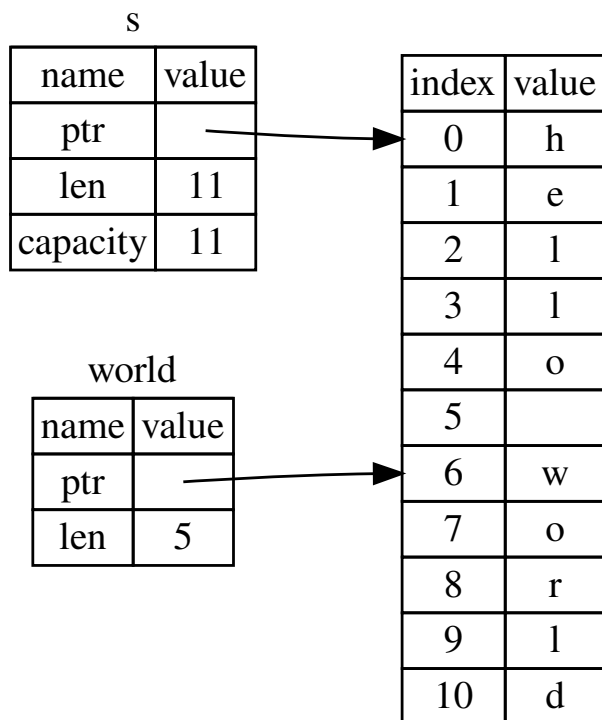 s
name value
ptr
len 11
capacity 11
world
name value
ptr
len 5
index value
0 h
1 e
2 l
3 l
4 o
5
6 w
7 o
8 r
9 l
10 d